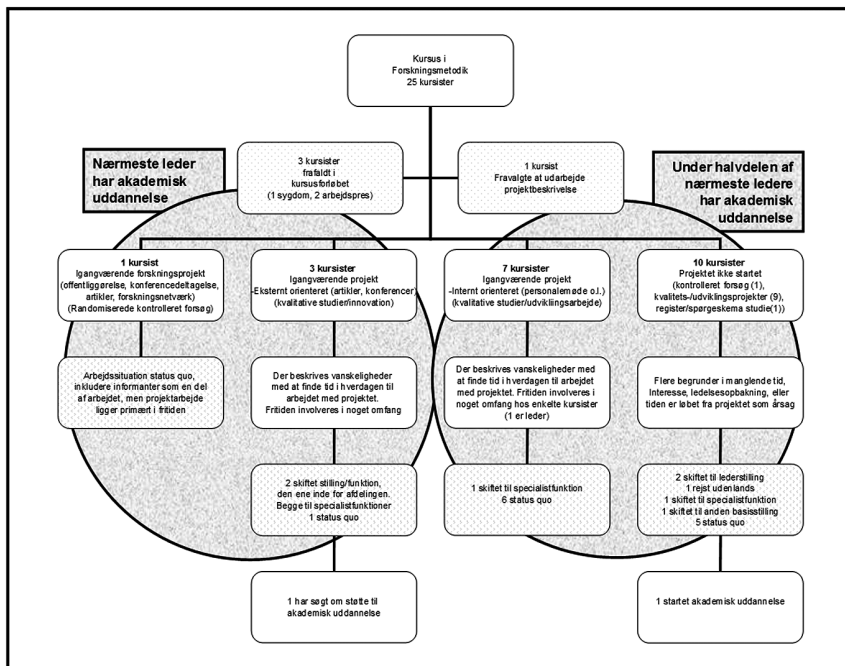 Kursus i
Forskningsmetodik
25 kursister
Nærmeste leder
har akademisk
uddannelse
3 kursister
frafaldt i
kursusforløbet
(1 sygdom, 2 arbejdspres)
1 kursist
Fravalgte at udarbejde
projektbeskrivelse
Under halvdelen af
nærmeste ledere
har akademisk
uddannelse
1 kursist
Igangværende forskningsprojekt
(offentliggørelse, konferencedeltagelse,
artikler, forskningsnetværk)
(Randomiserede kontrolleret forsøg)
3 kursister
Igangværende projekt
-Eksternt orienteret (artikler, konferencer)
(kvalitative studier/innovation)
7 kursister
Igangværende projekt
-Internt orienteret (personalemøde o.l.)
(kvalitative studier/udviklingsarbejde)
10 kursister
Projektet ikke startet
(kontrolleret forsøg (1),
kvalitets-/udviklingsprojekter (9),
register/spørgeskema studie(1))
Arbejdssituation status quo,
inkludere informanter som en del
af arbejdet, men projektarbejde
ligger primært i fritiden
Der beskrives vanskeligheder
med at finde tid i hverdagen til
arbejdet med projektet.
Fritiden involveres i noget omfang
Der beskrives vanskeligheder med
at finde tid i hverdagen til arbejdet
med projektet. Fritiden involveres i
noget omfang hos enkelte kursister
(1 er leder)
Flere begrunder i manglende tid,
Interesse, ledelsesopbakning, eller
tiden er løbet fra projektet som årsag
2 skiftet stilling/funktion,
den ene inde for afdelingen.
Begge til specialistfunktioner
1 status quo
1 skiftet til specialistfunktion
6 status quo
2 skiftet til lederstilling
1 rejst udenlands
1 skiftet til specialistfunktion
1 skiftet til anden basisstilling
5 status quo
1 har søgt om støtte til
akademisk uddannelse
1 startet akademisk uddannelse